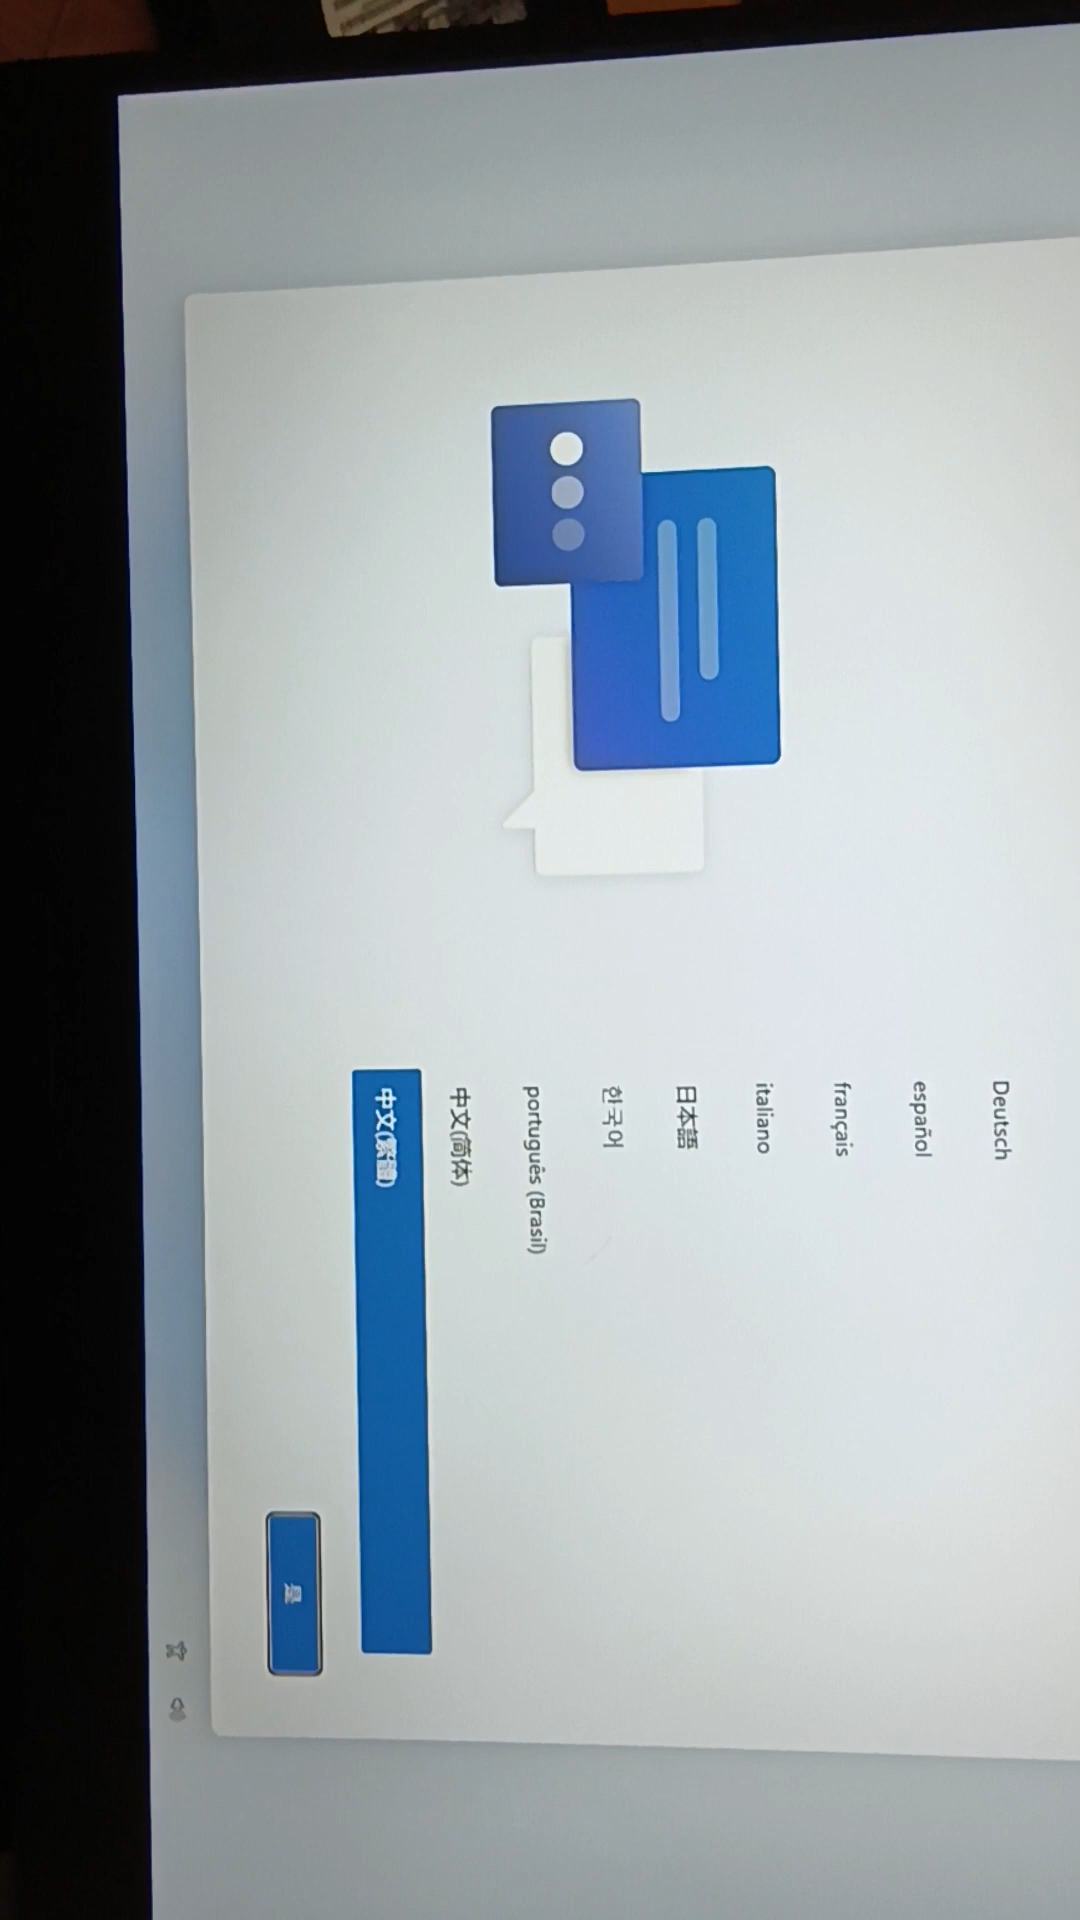 Deutsch
español
français
italiano
日本語
한국어
português (Brasil)
中文(简体)
中文(繁體)
是